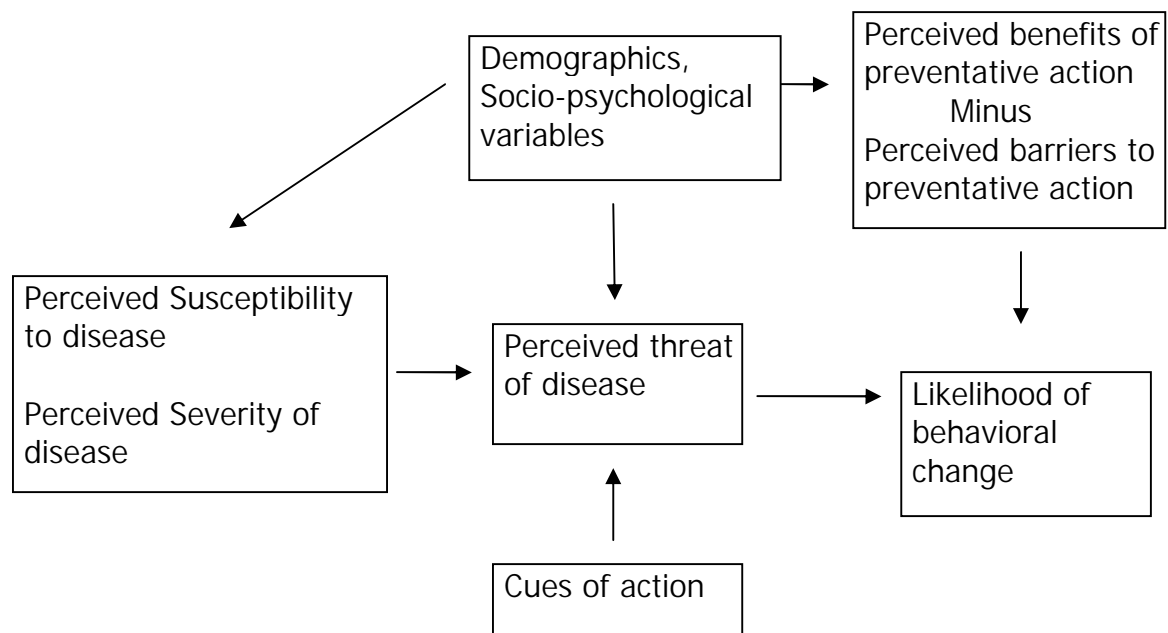 Demographics,
Socio-psychological
variables
Perceived benefits of
preventative action
Minus
Perceived barriers to
preventative action
Perceived Susceptibility
to disease
Perceived Severity of
disease
Perceived threat
of disease
Likelihood of
behavioral
change
Cues of action